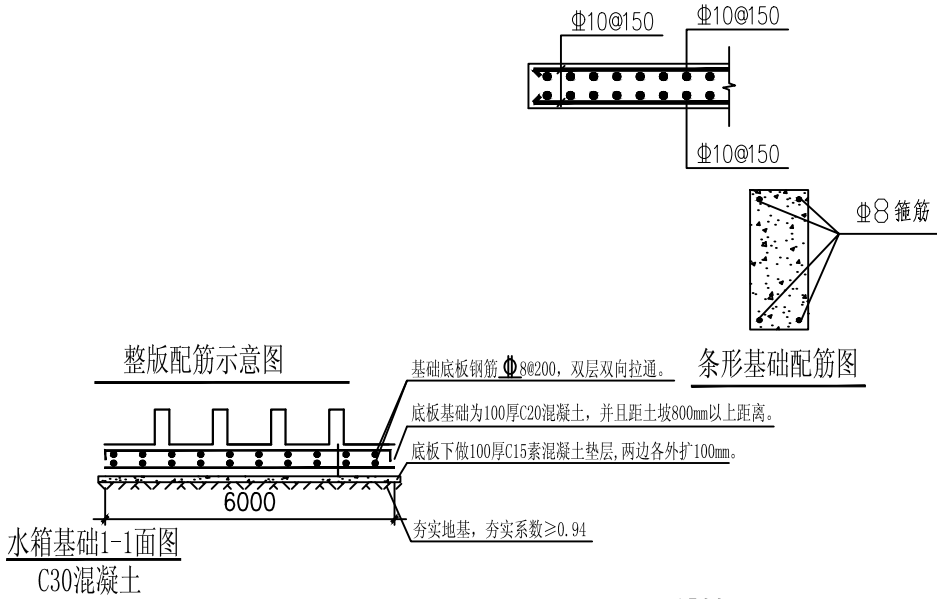 Φ10@150
Φ10@150
Φ10@150
Φ8箍筋
整版配筋示意图
条形基础配筋图
基础底板钢筋Φ8@200，双层双向拉通。
底板基础为100厚C20混凝土，并且距土坡800mm以上距离。
底板下做100厚C15素混凝土垫层,两边各外扩100mm。
6000
夯实地基，夯实系数≥0.94
水箱基础1-1面图
C30混凝土